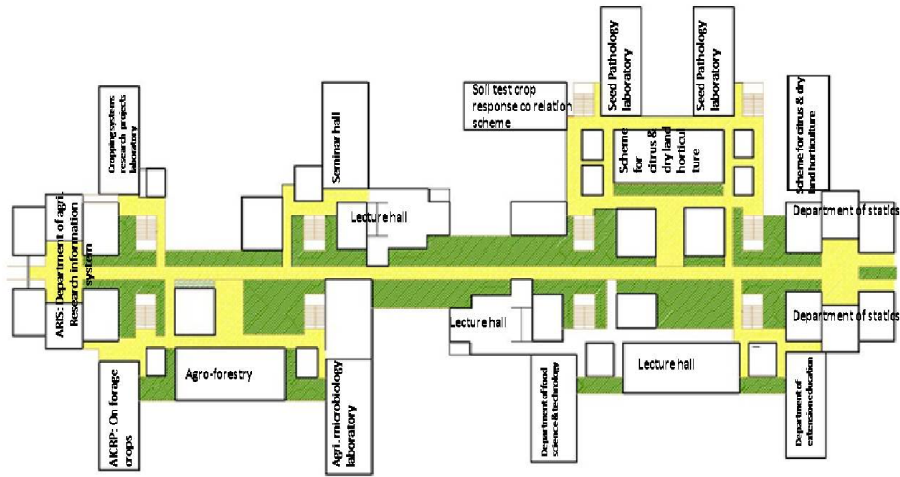 Seed Pathology
laboratory
Seed Pathology
laboratory
Soil test crop
response co relation
scheme
Cropping system
research projects
laboratory
Seminar hall
Scheme
for
citrus &
dry land
horticul
ture
Scheme for citrus & dry
land horticulture
ARIS: Department of agri.
Research information
system
Lecture hall
Department of statics
Lecture hall
Department of statics
Agro-forestry
Lecture hall
AICRP: On forage
crops
Agri. microbiology
laboratory
Department of food
science & technology
Department of
extension education